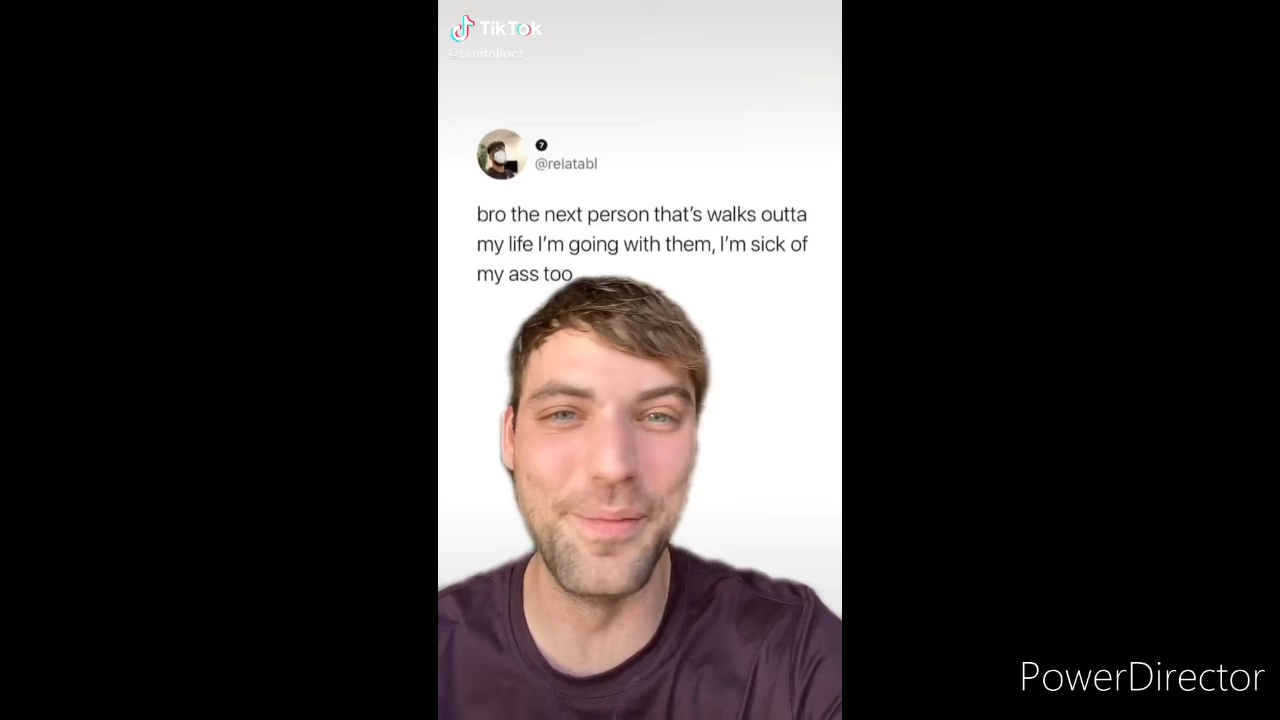 TikTok
@relatabl
bro the next person that's walks outta
my life I'm going with them, I'm sick of
my ass too
PowerDirector